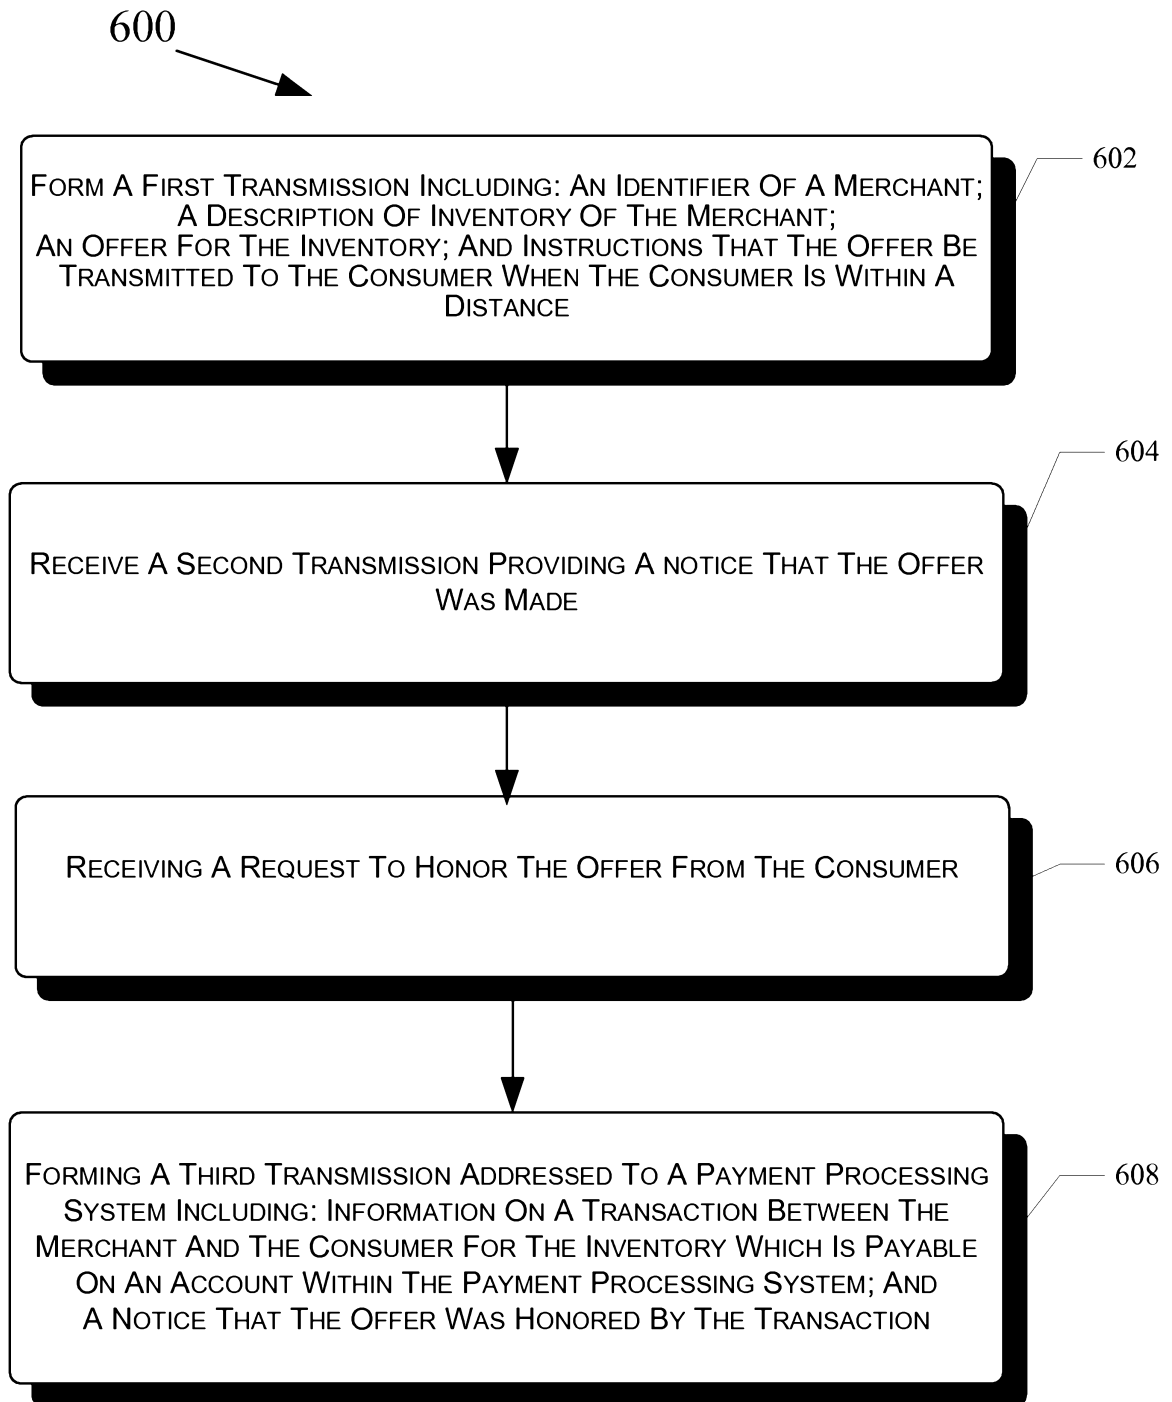 600
602
FORM A FIRST TRANSMISSION INCLUDING: AN IDENTIFIER OF A MERCHANT;
A DESCRIPTION OF INVENTORY OF THE MERCHANT;
AN OFFER FOR THE INVENTORY; AND INSTRUCTIONS THAT THE OFFER BE
TRANSMITTED TO THE CONSUMER WHEN THE CONSUMER IS WITHIN A
DISTANCE
604
RECEIVE A SECOND TRANSMISSION PROVIDING A NOTICE THAT THE OFFER
WAS MADE
606
RECEIVING A REQUEST TO HONOR THE OFFER FROM THE CONSUMER
608
FORMING A THIRD TRANSMISSION ADDRESSED TO A PAYMENT PROCESSING
SYSTEM INCLUDING: INFORMATION ON A TRANSACTION BETWEEN THE
MERCHANT AND THE CONSUMER FOR THE INVENTORY WHICH IS PAYABLE
ON AN ACCOUNT WITHIN THE PAYMENT PROCESSING SYSTEM; AND
A NOTICE THAT THE OFFER WAS HONORED BY THE TRANSACTION